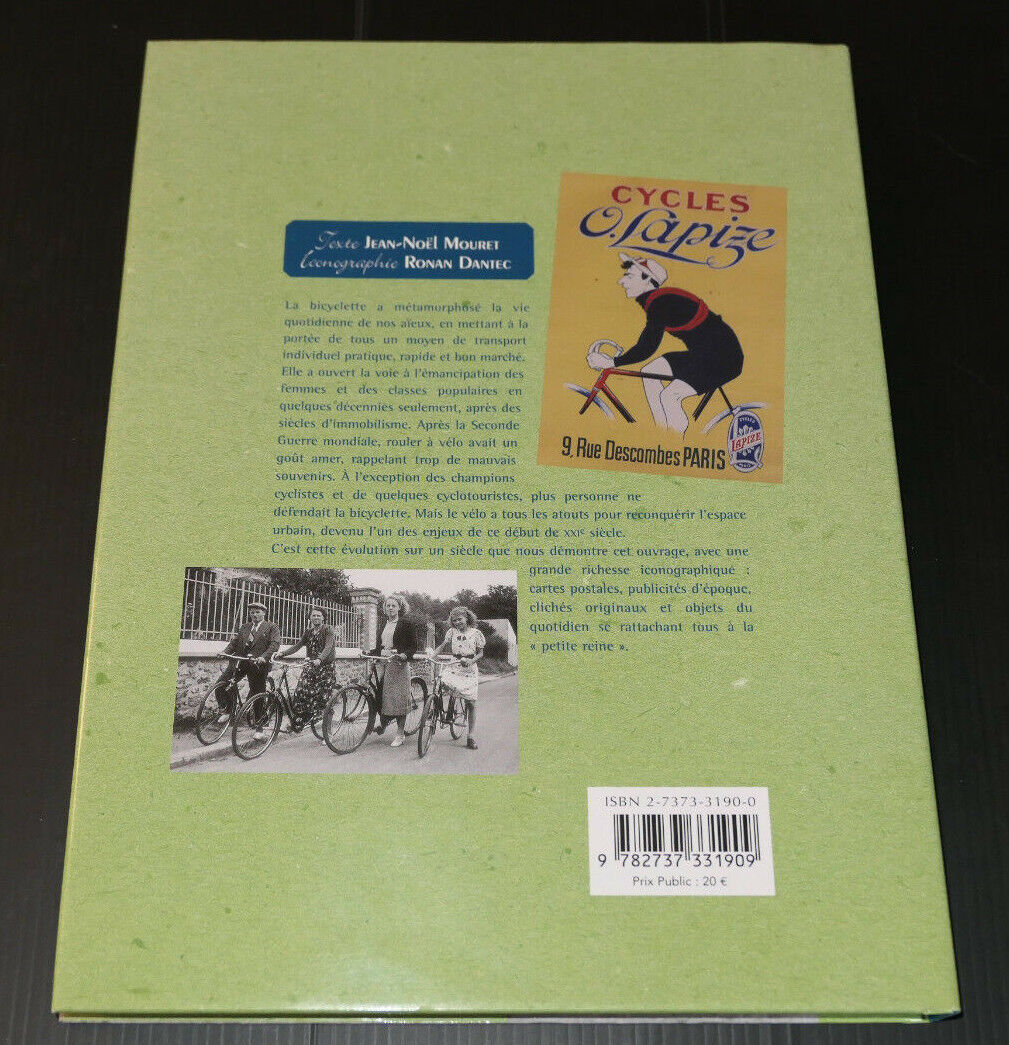 CYCLES
O. Lapize
9, Rue Descombes PARIS
CYCLES
LAPIZE
PARIS
Texte JEAN-NOËL MOURET
Iconographie RONAN DANTEC
La bicyclette a métamorphosé la vie
quotidienne de nos aïeux, en mettant à la
portée de tous un moyen de transport
individuel pratique, rapide et bon marché.
Elle a ouvert la voie à l'émancipation des
femmes et des classes populaires en
quelques décennies seulement, après des
siècles d'immobilisme. Après la Seconde
Guerre mondiale, rouler à vélo avait un
goût amer, rappelant trop de mauvais
souvenirs. À l'exception des champions
cyclistes et de quelques cyclotouristes, plus personne ne
défendait la bicyclette. Mais le vélo a tous les atouts pour reconquérir l'espace
urbain, devenu l'un des enjeux de ce début de XXIe siècle.
C'est cette évolution sur un siècle que nous démontre cet ouvrage, avec une
grande richesse iconographique :
cartes postales, publicités d'époque,
clichés originaux et objets du
quotidien se rattachant tous à la
« petite reine ».
ISBN 2-7373-3190-0
9 782737 331909
Prix Public : 20 €